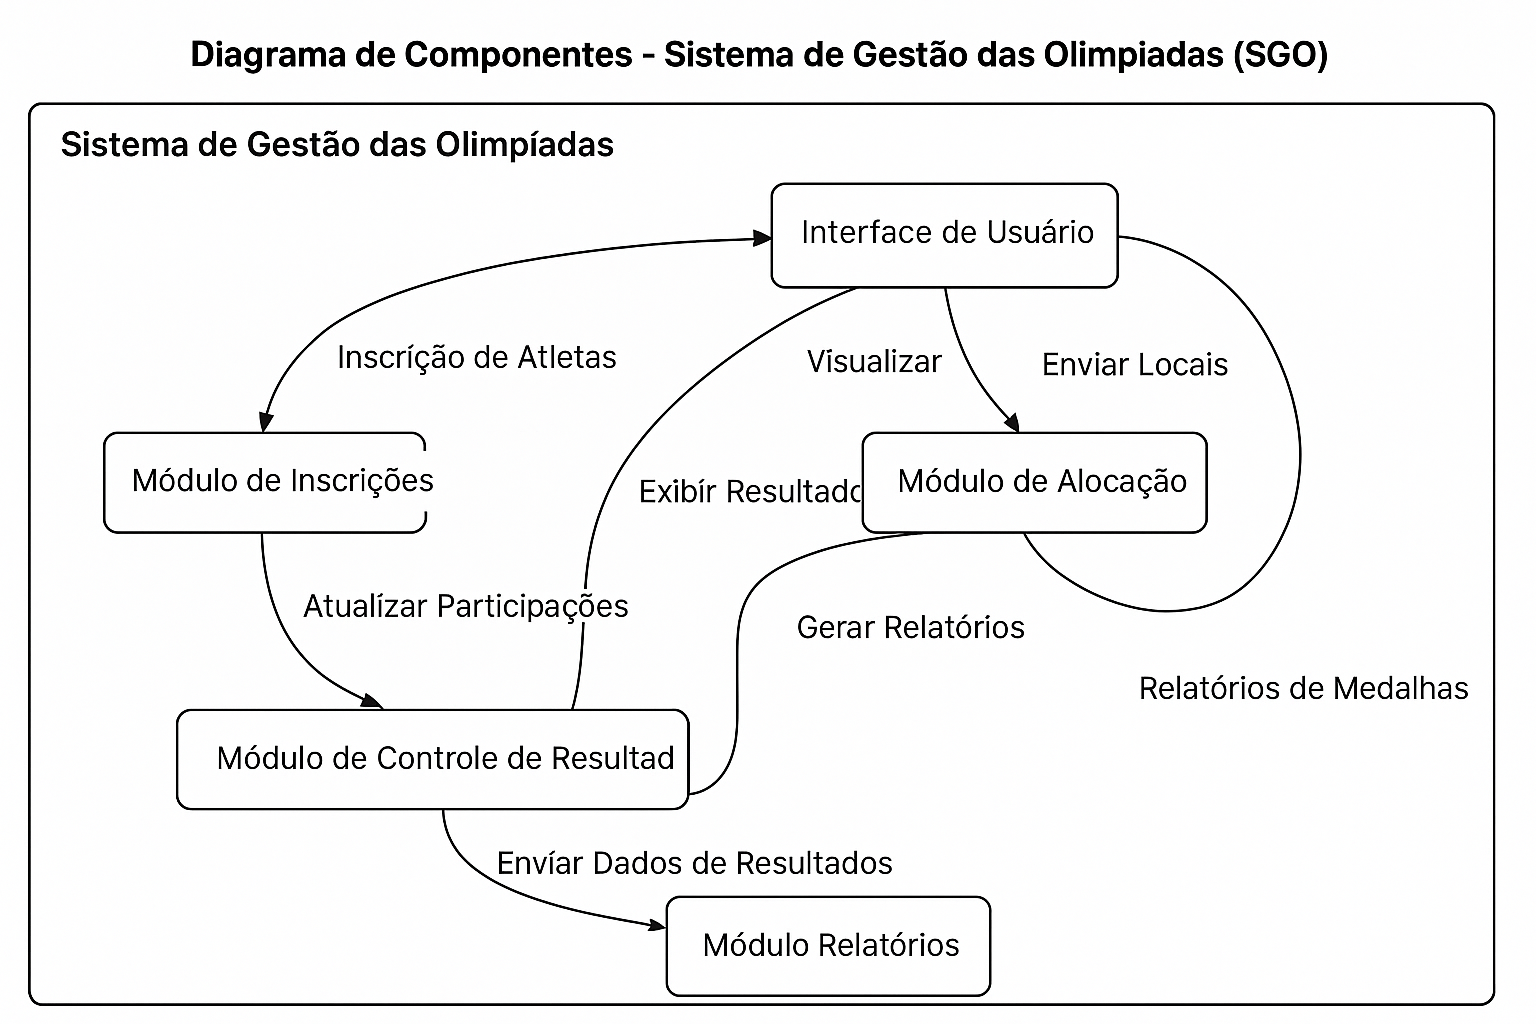 Diagrama de Componentes - Sistema de Gestão das Olimpiadas (SGO)
Sistema de Gestão das Olimpíadas
Interface de Usuário
Inscríção de Atletas
Visualizar
Enviar Locais
Módulo de Inscrições
Exibír Resultado
Módulo de Alocação
Atualízar Participações
Gerar Relatórios
Relatórios de Medalhas
Módulo de Controle de Resultad
Envíar Dados de Resultados
Módulo Relatórios